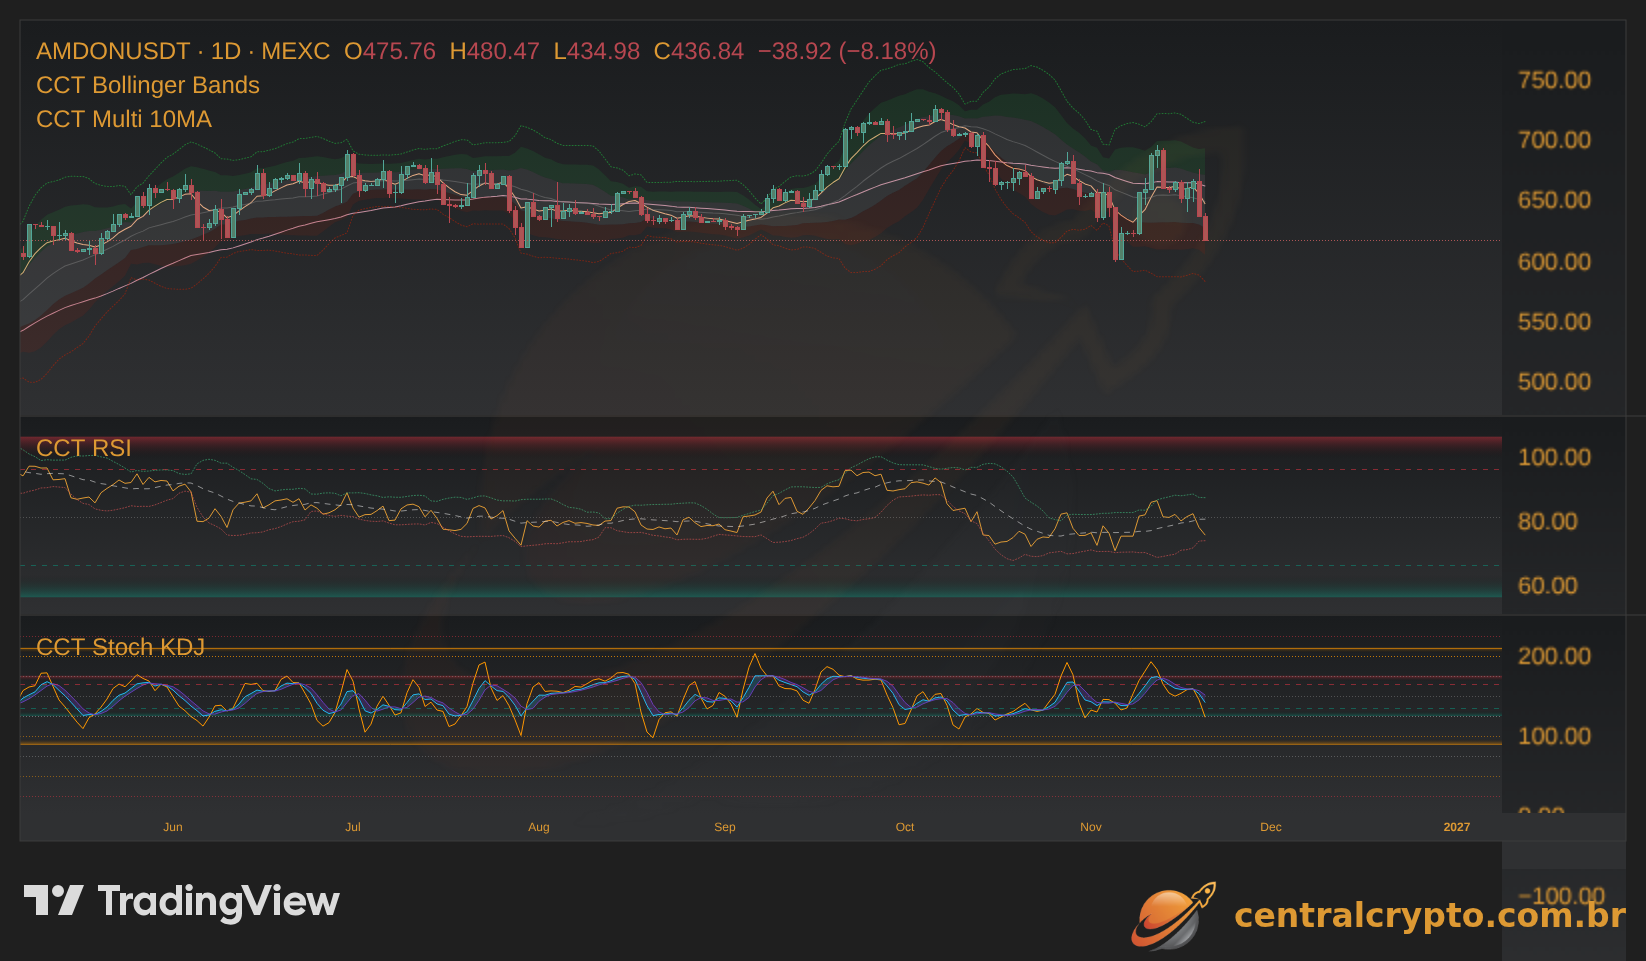 AMDONUSDT · 1D · MEXC O475.76 H480.47 L434.98 C436.84 −38.92 (−8.18%)
CCT Bollinger Bands
CCT Multi 10MA
750.00
700.00
650.00
600.00
550.00
500.00
CCT RSI
100.00
80.00
60.00
CCT Stoch KDJ
200.00
100.00
Jun Jul Aug Sep Oct Nov Dec 2027
−100.00
TradingView
centralcrypto.com.br